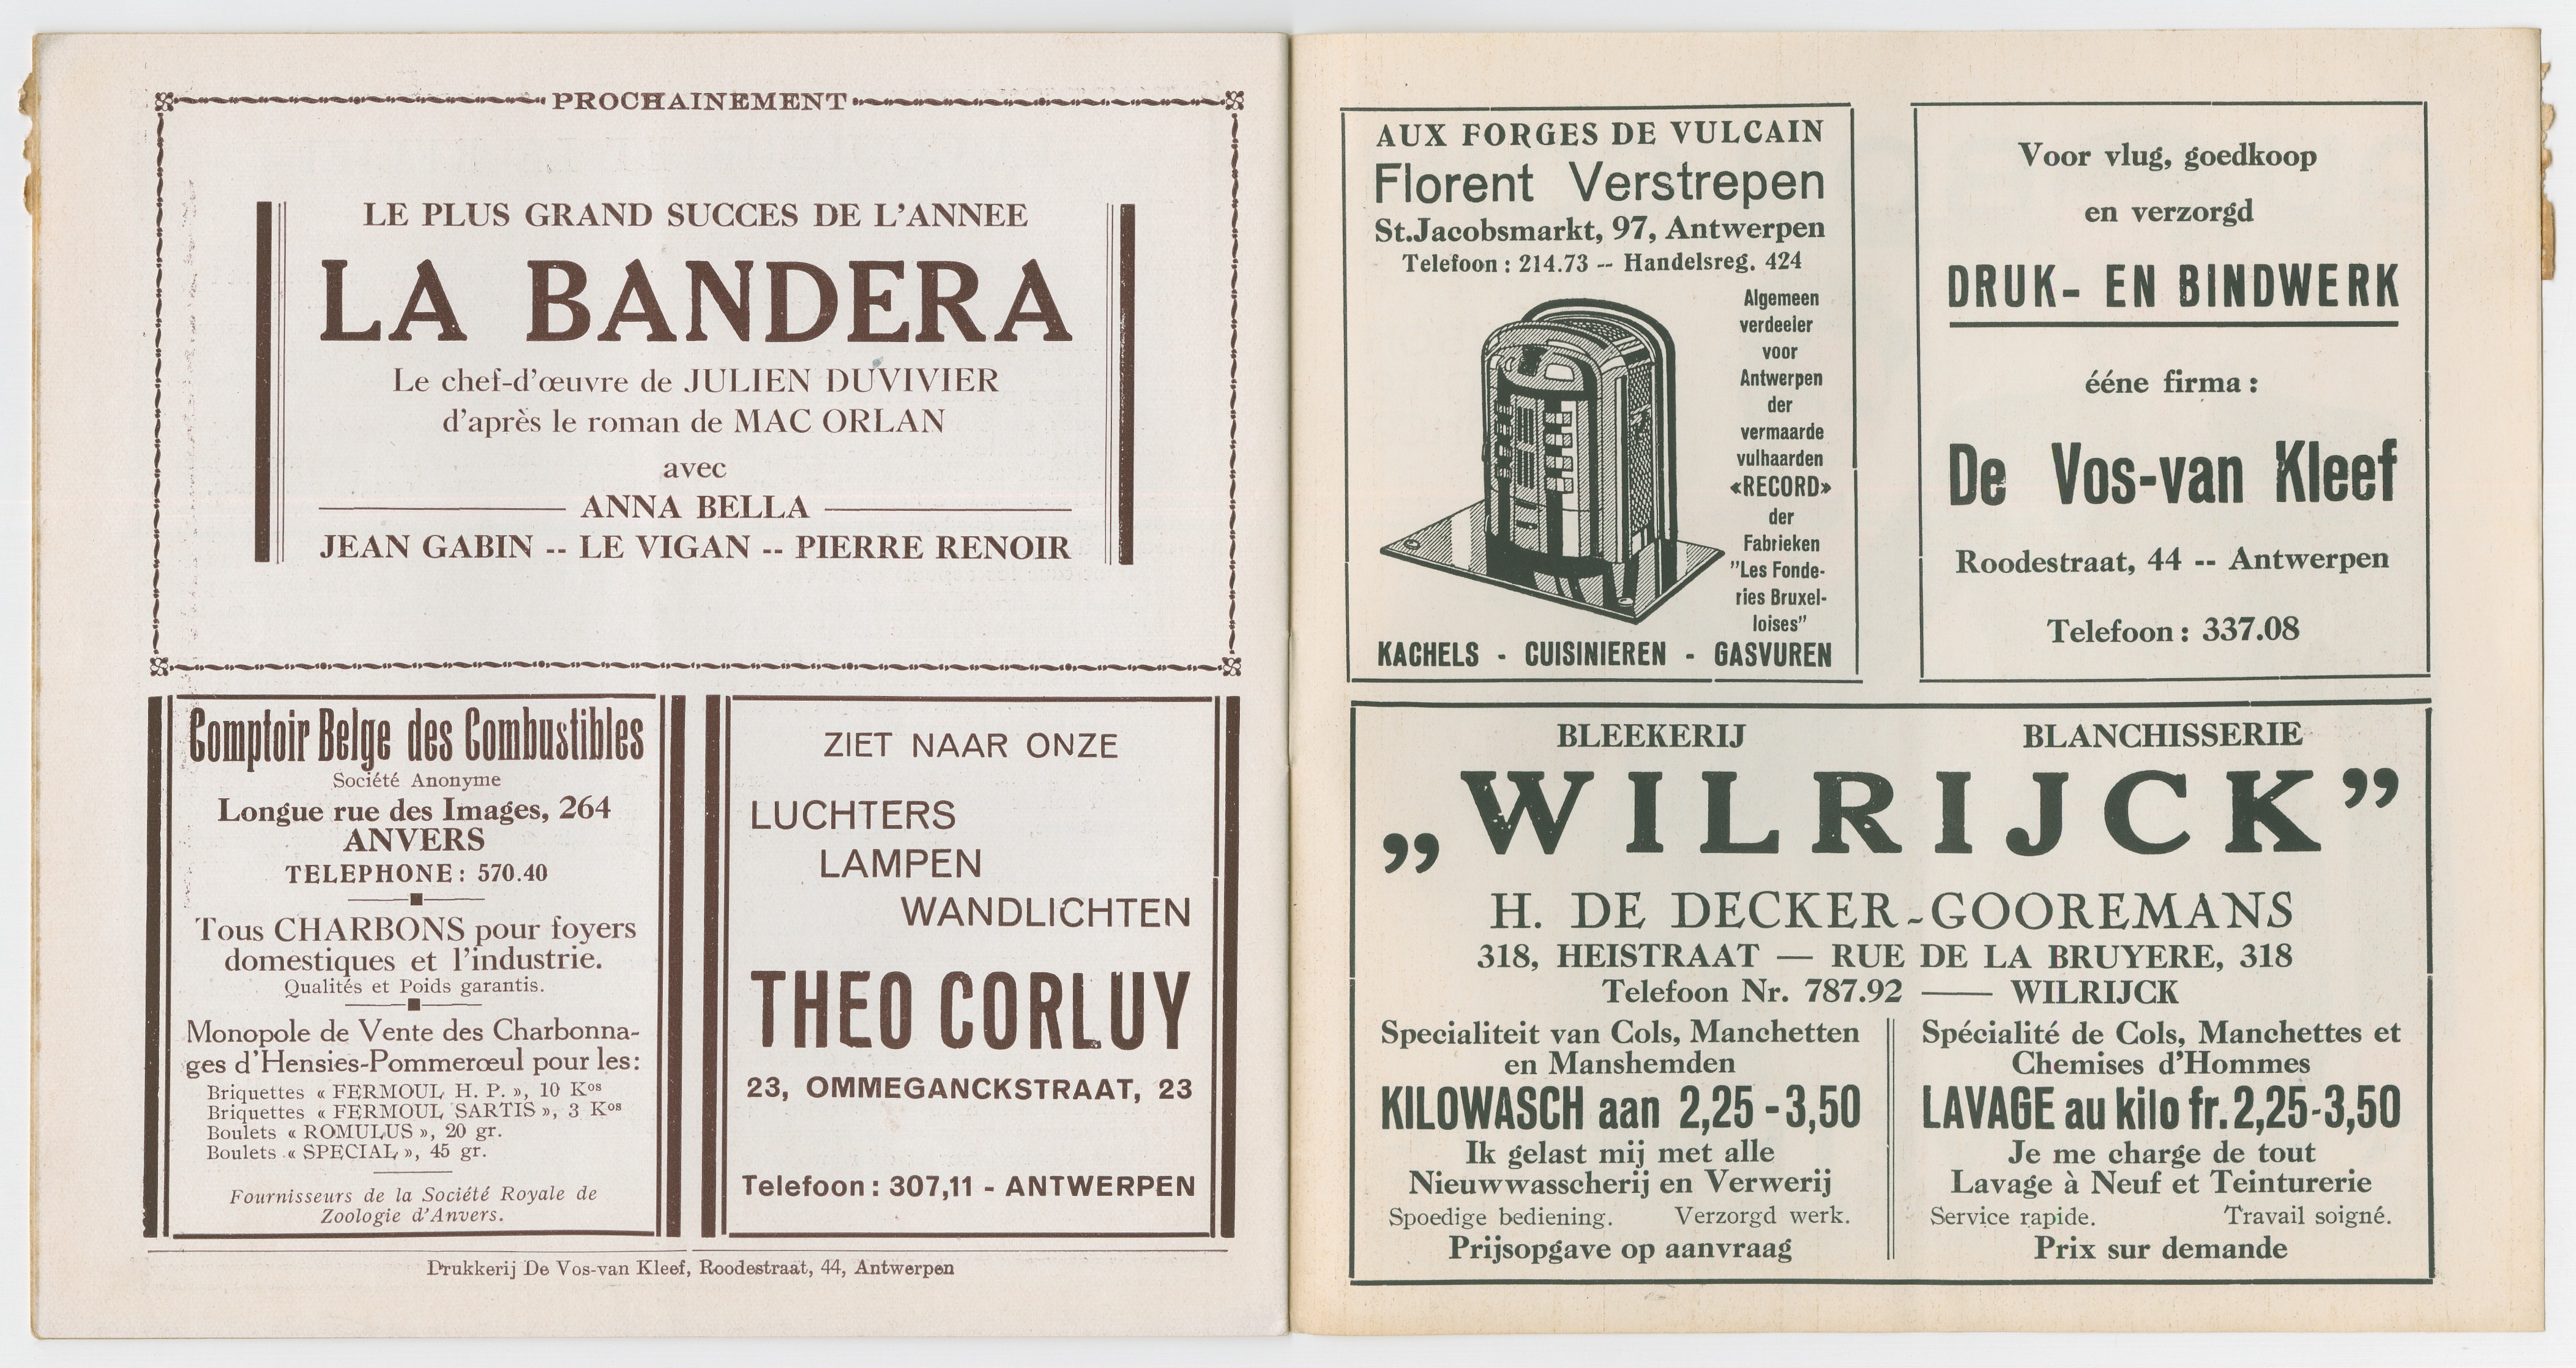 PROCHAINEMENT
LE PLUS GRAND SUCCES DE L'ANNEE
LA BANDERA
Le chef-d'œuvre de JULIEN DUVIVIER
d'après le roman de MAC ORLAN
avec
ANNA BELLA
JEAN GABIN -- LE VIGAN -- PIERRE RENOIR
Comptoir Belge des Combustibles
Société Anonyme
Longue rue des Images, 264
ANVERS
TELEPHONE: 570.40
Tous CHARBONS pour foyers
domestiques et l'industrie.
Qualités et Poids garantis.
Monopole de Vente des Charbonna-
ges d'Hensies-Pommerœul pour les:
Briquettes « FERMOUL H. P. », 10 Kos
Briquettes « FERMOUL SARTIS », 3 Kos
Boulets « ROMULUS », 20 gr.
Boulets « SPECIAL », 45 gr.
Fournisseurs de la Société Royale de
Zoologie d'Anvers.
ZIET NAAR ONZE
LUCHTERS
LAMPEN
WANDLICHTEN
THEO CORLUY
23, OMMEGANCKSTRAAT, 23
Telefoon: 307,11 - ANTWERPEN
Drukkerij De Vos-van Kleef, Roodestraat, 44, Antwerpen
AUX FORGES DE VULCAIN
Florent Verstrepen
St.Jacobsmarkt, 97, Antwerpen
Telefoon: 214.73 -- Handelsreg. 424
Algemeen
verdeeler
voor
Antwerpen
der
vermaarde
vulhaarden
«RECORD»
der
Fabrieken
"Les Fonde-
ries Bruxel-
loises"
KACHELS - CUISINIEREN - GASVUREN
Voor vlug, goedkoop
en verzorgd
DRUK- EN BINDWERK
ééne firma:
De Vos-van Kleef
Roodestraat, 44 -- Antwerpen
Telefoon: 337.08
BLEEKERIJ BLANCHISSERIE
„WILRIJCK”
H. DE DECKER-GOOREMANS
318, HEISTRAAT — RUE DE LA BRUYERE, 318
Telefoon Nr. 787.92 — WILRIJCK
Specialiteit van Cols, Manchetten
en Manshemden
KILOWASCH aan 2,25 - 3,50
Ik gelast mij met alle
Nieuwwasscherij en Verwerij
Spoedige bediening. Verzorgd werk.
Prijsopgave op aanvraag
Spécialité de Cols, Manchettes et
Chemises d'Hommes
LAVAGE au kilo fr. 2,25-3,50
Je me charge de tout
Lavage à Neuf et Teinturerie
Service rapide. Travail soigné.
Prix sur demande